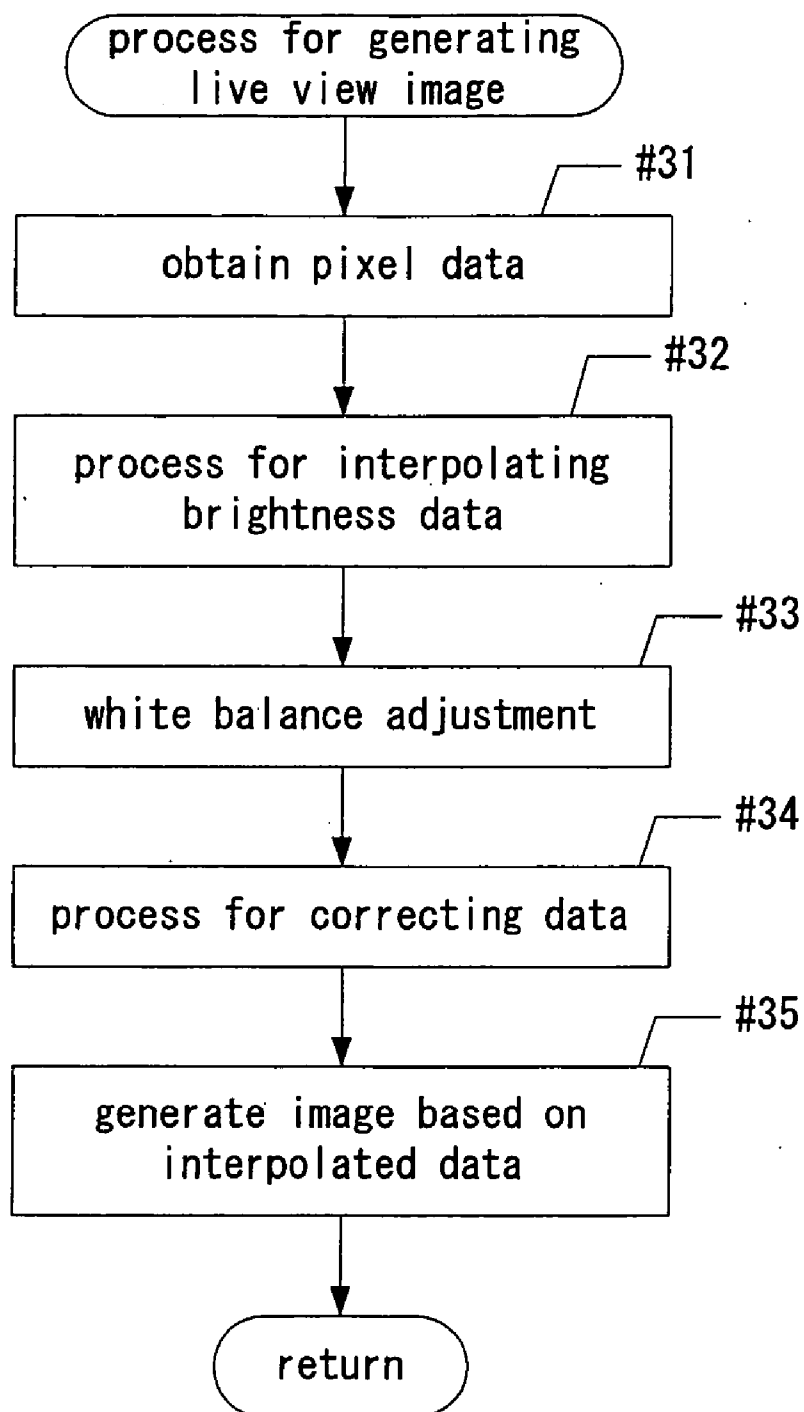 process for generating
live view image
#31
obtain pixel data
#32
process for interpolating
brightness data
#33
white balance adjustment
#34
process for correcting data
#35
generate image based on
interpolated data
return